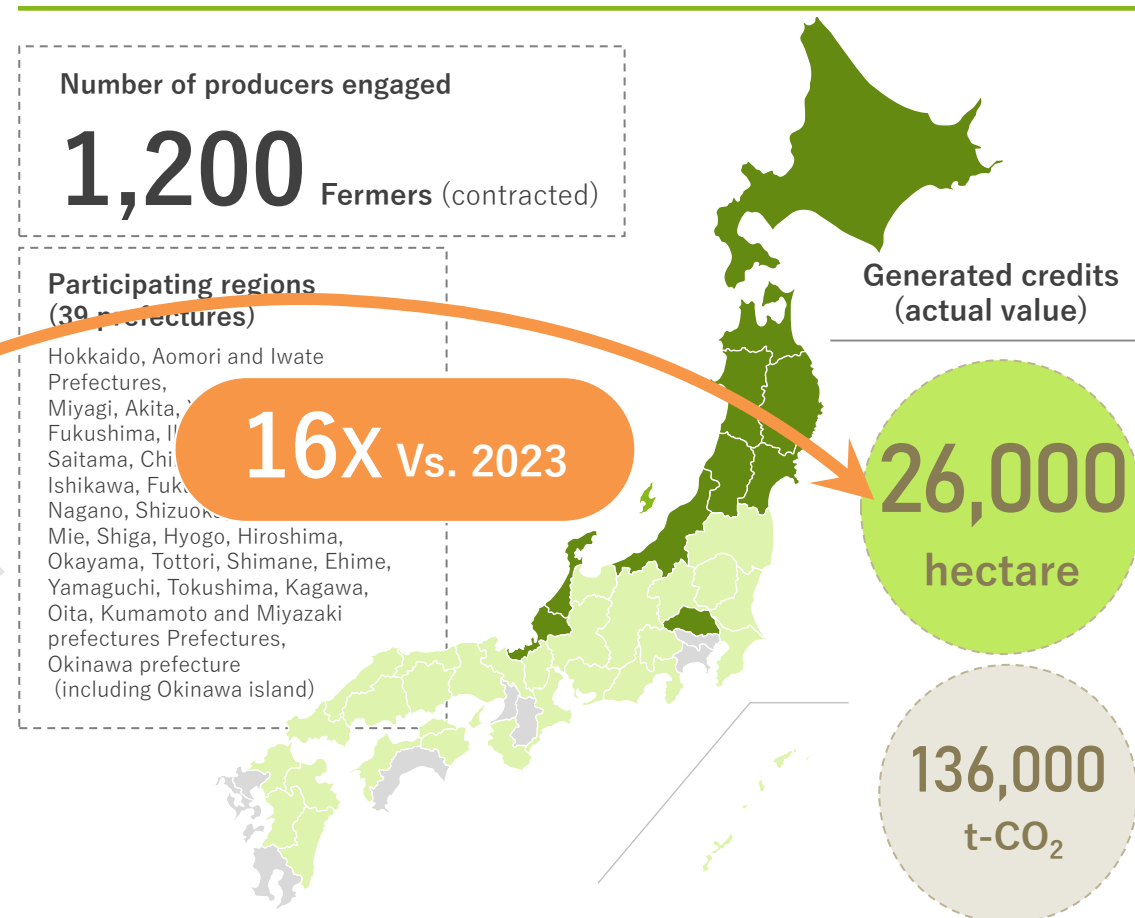 Number of producers engaged
1,200 Fermers (contracted)
Participating regions
(39 prefectures)
Hokkaido, Aomori and Iwate
Prefectures,
Miyagi, Akita,
Fukushima,
Saitama,
Ishikawa,
Nagano,
Mie, Shiga, Hyogo, Hiroshima,
Okayama, Tottori, Shimane, Ehime,
Yamaguchi, Tokushima, Kagawa,
Oita, Kumamoto and Miyazaki
prefectures Prefectures,
Okinawa prefecture
(including Okinawa island)
16x Vs. 2023
Generated credits
(actual value)
26,000
hectare
136,000
t-CO₂